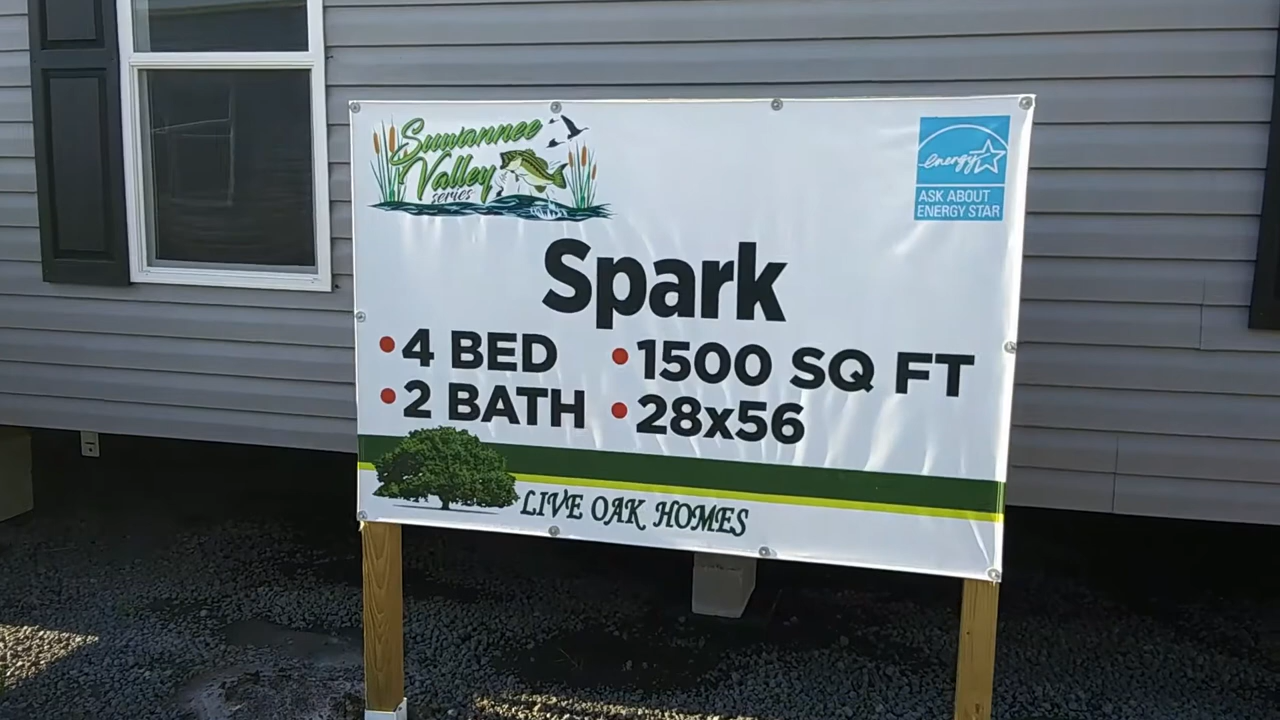 Suwannee
Valley
series
energy
ASK ABOUT
ENERGY STAR
Spark
• 4 BED
• 2 BATH
• 1500 SQ FT
• 28x56
LIVE OAK HOMES